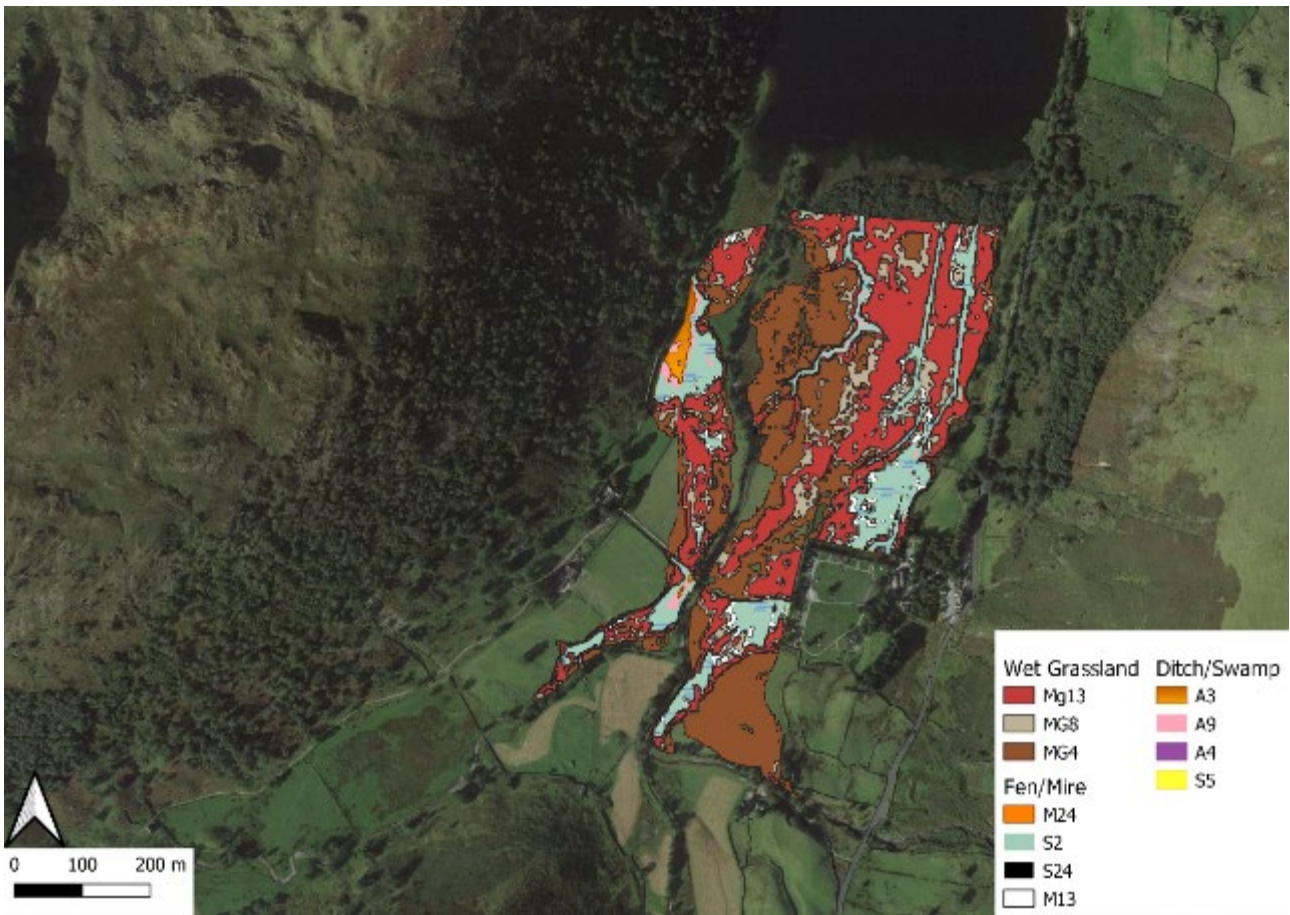 Wet Grassland
Mg13
MG8
MG4
Fen/Mire
M24
S2
S24
M13
Ditch/Swamp
A3
A9
A4
S5
0 100 200 m